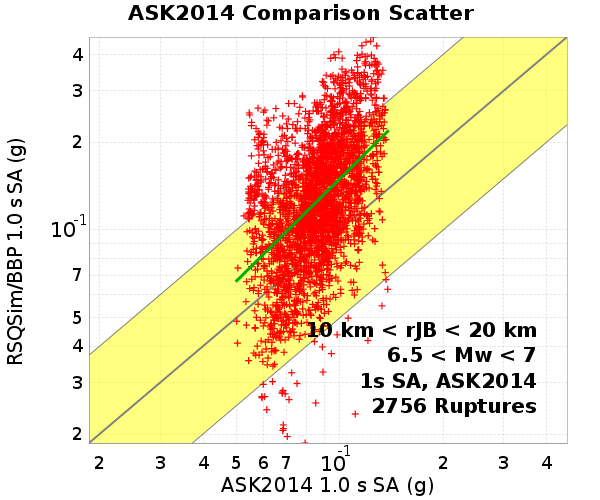 ASK2014 Comparison Scatter
RSQSim/BBP 1.0 s SA (g)
4
3
2
10-1
7
5
4
3
2
10 km < rJB < 20 km
6.5 < Mw < 7
1s SA, ASK2014
2756 Ruptures
2 3 4 5 6 7 10-1 2 3 4
ASK2014 1.0 s SA (g)